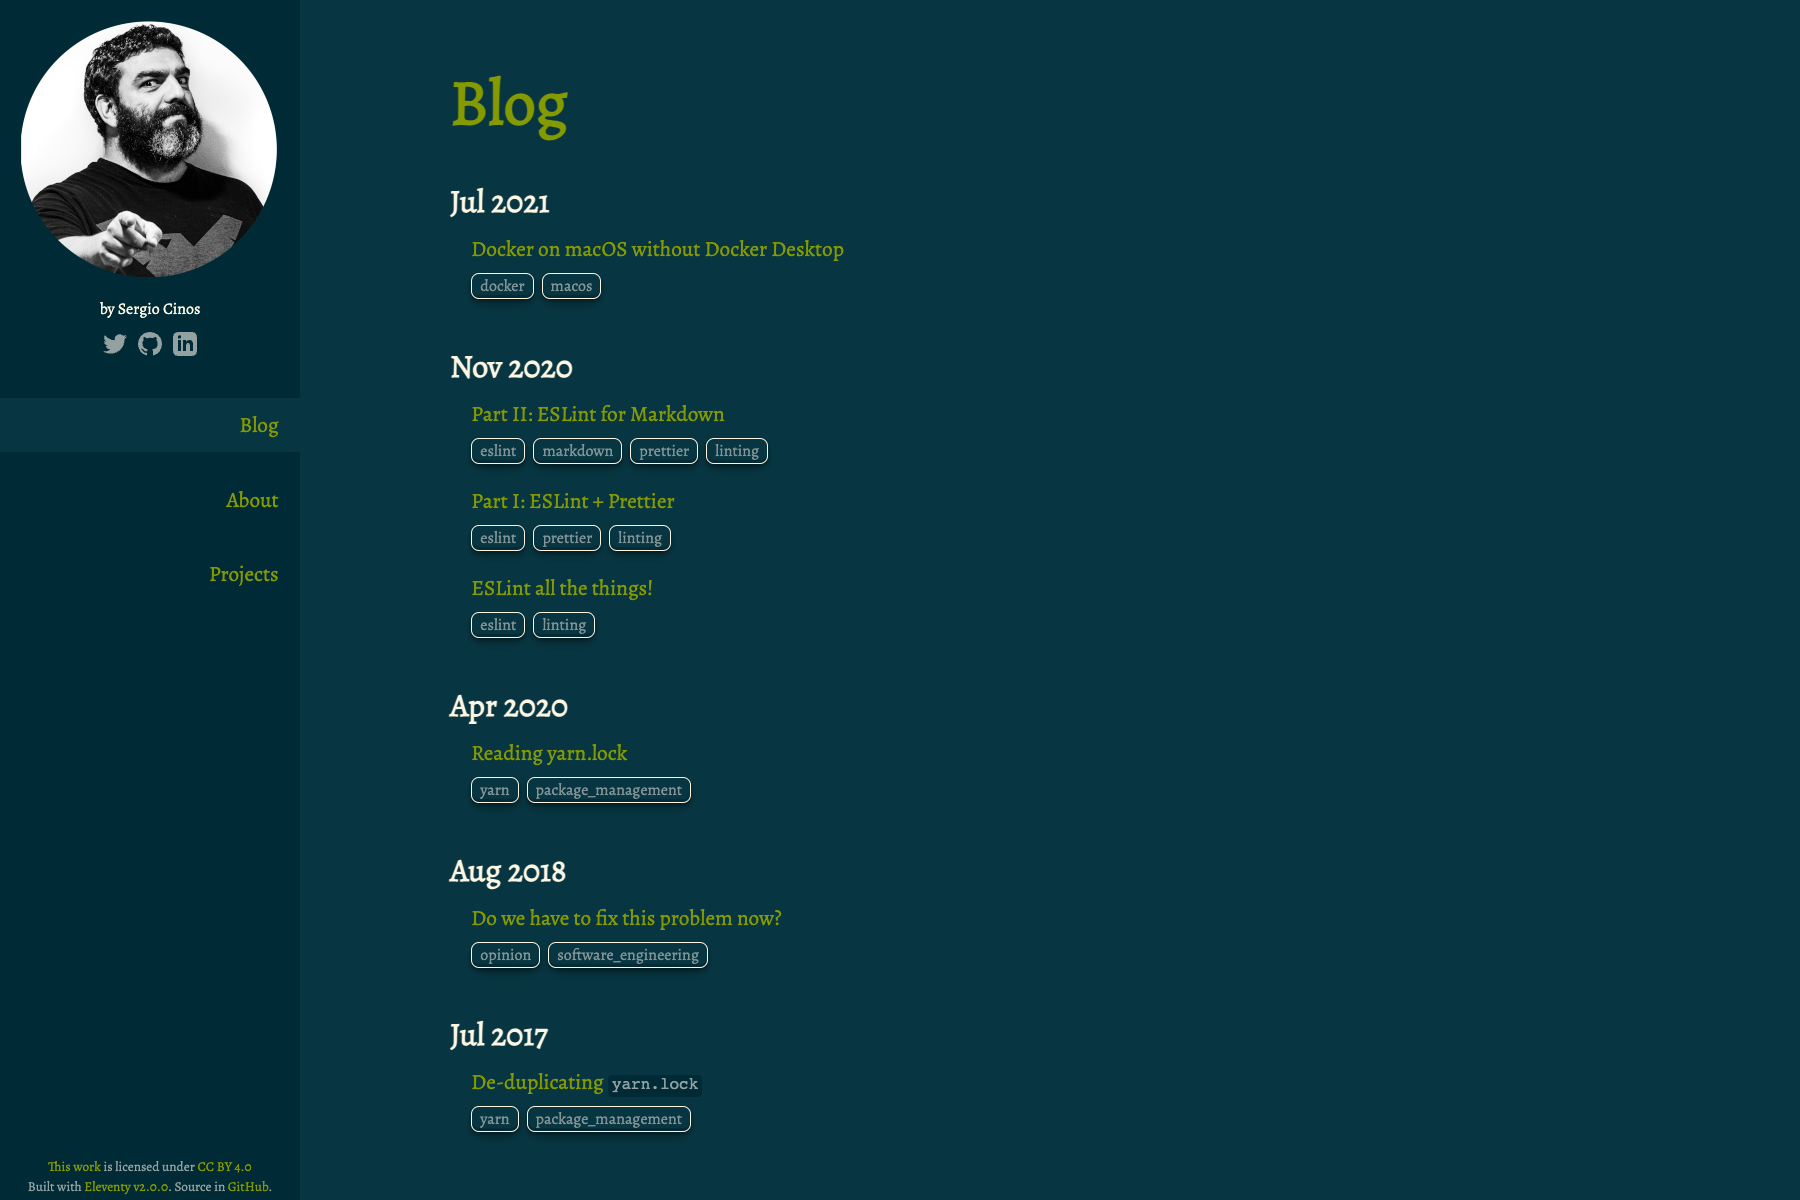 by Sergio Cinos
Blog
About
Projects
This work is licensed under CC BY 4.0
Built with Eleventy v2.0.0. Source in GitHub.
Blog
Jul 2021
Docker on macOS without Docker Desktop
docker macos
Nov 2020
Part II: ESLint for Markdown
eslint markdown prettier linting
Part I: ESLint + Prettier
eslint prettier linting
ESLint all the things!
eslint linting
Apr 2020
Reading yarn.lock
yarn package_management
Aug 2018
Do we have to fix this problem now?
opinion software_engineering
Jul 2017
De-duplicating yarn.lock
yarn package_management